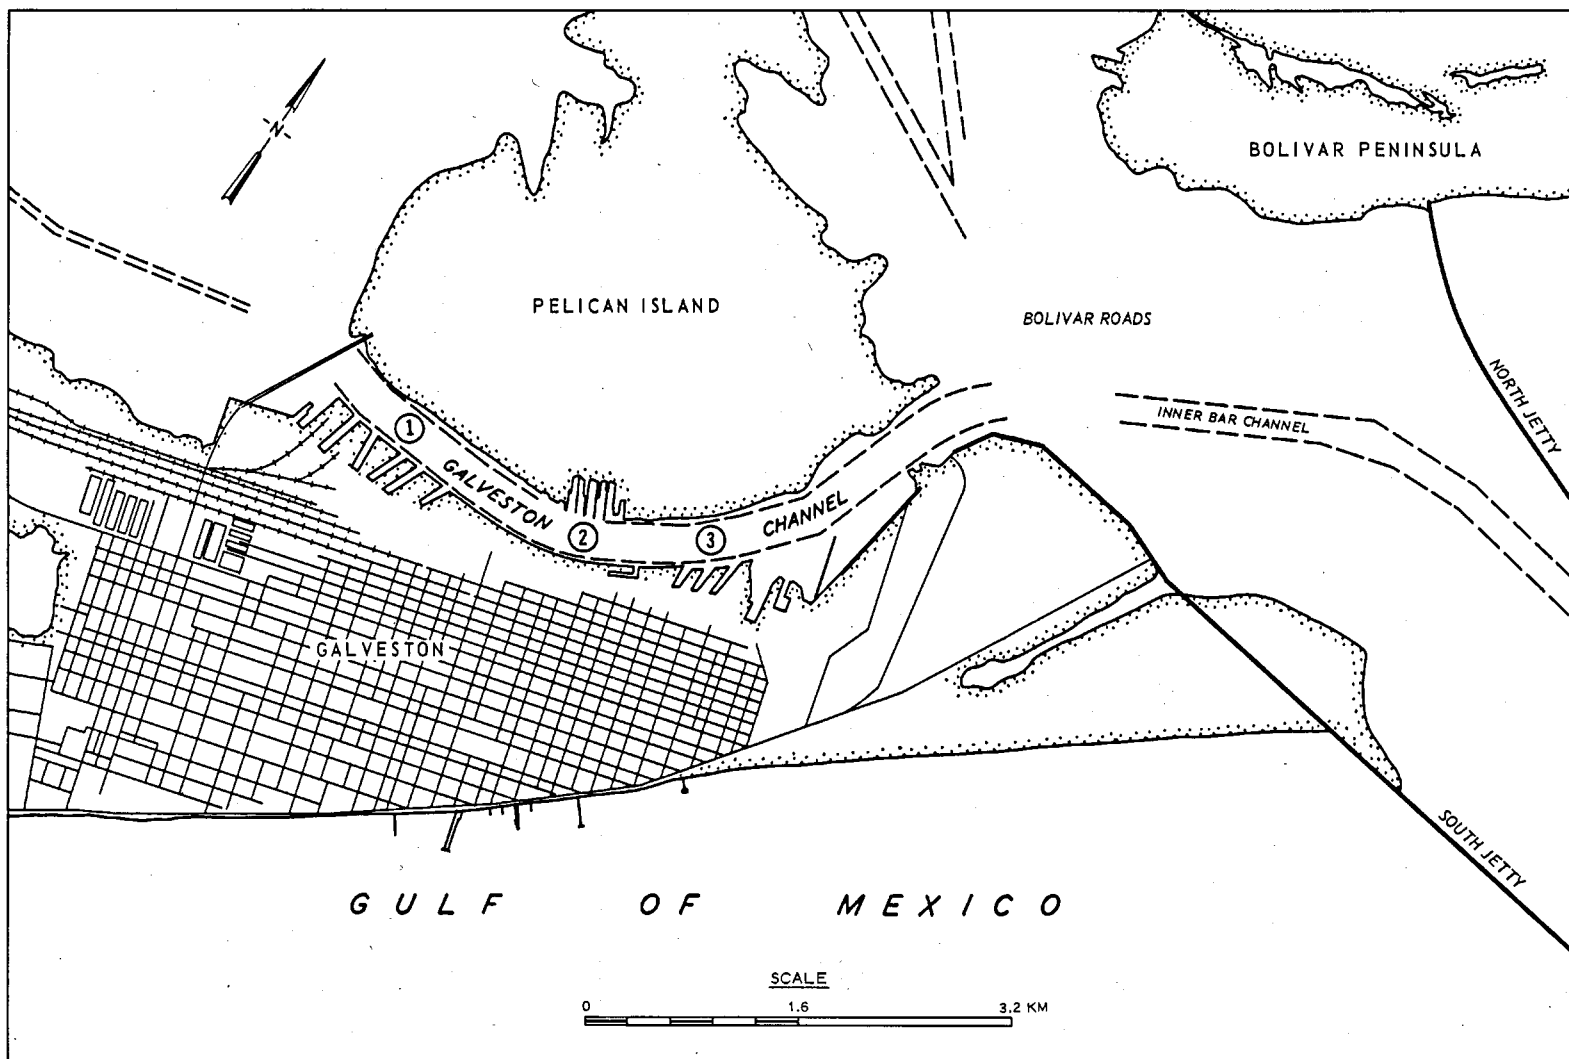 BOLIVAR PENINSULA
N
PELICAN ISLAND
BOLIVAR ROADS
NORTH JETTY
INNER BAR CHANNEL
1
GALVESTON
CHANNEL
2
3
GALVESTON
SOUTH JETTY
GULF OF MEXICO
SCALE
0 1.6 3.2 KM